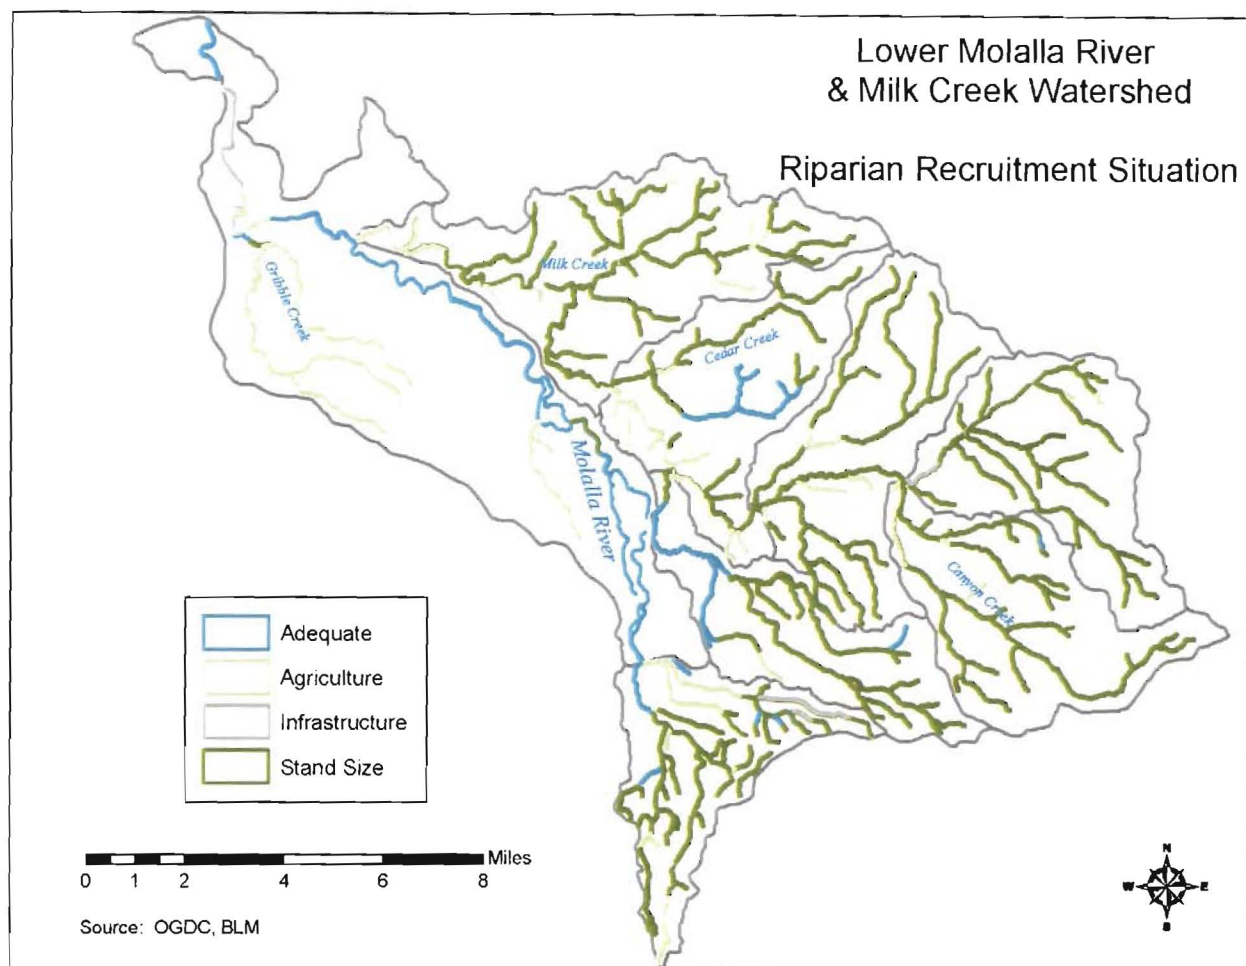 Lower Molalla River
& Milk Creek Watershed
Riparian Recruitment Situation
Milk Creek
Gribble Creek
Cedar Creek
Molalla River
Canyon Creek
Adequate
Agriculture
Infrastructure
Stand Size
Miles
0 1 2 4 6 8
Source: OGDC, BLM
N
W E
S